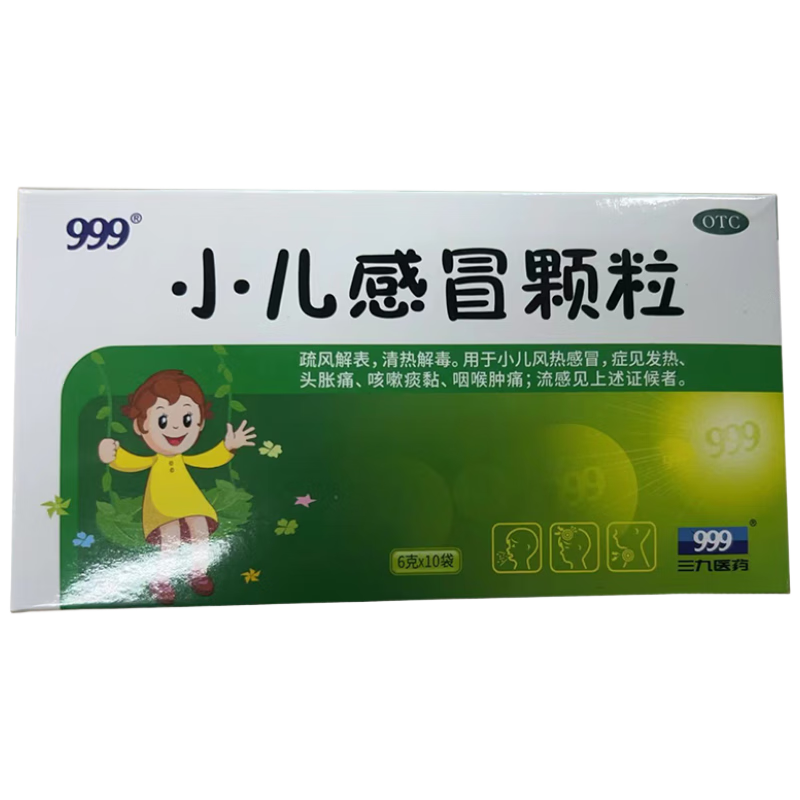 999®
OTC
小儿感冒颗粒
疏风解表，清热解毒。用于小儿风热感冒，症见发热、
头胀痛、咳嗽痰黏、咽喉肿痛；流感见上述证候者。
999
999
6克x10袋
999®
三九医药